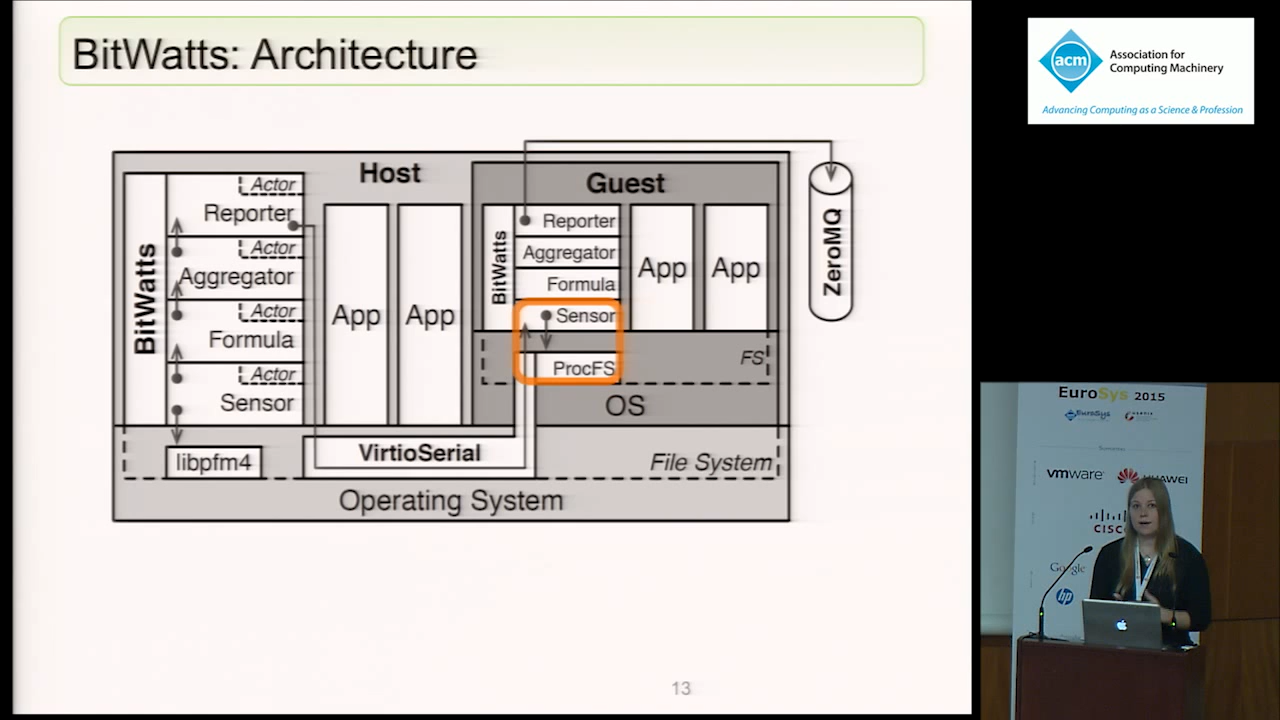 BitWatts: Architecture
Host
Guest
BitWatts
Actor
Reporter
Actor
Aggregator
Actor
Formula
Actor
Sensor
App
App
BitWatts
Reporter
Aggregator
Formula
Sensor
App
App
ProcFS
FS
OS
ZeroMQ
libpfm4
VirtioSerial
File System
Operating System
13
acm
Association for
Computing Machinery
Advancing Computing as a Science & Profession
EuroSys 2015
EUROSYS
vmware
HUAWEI
CISCO
Google
hp